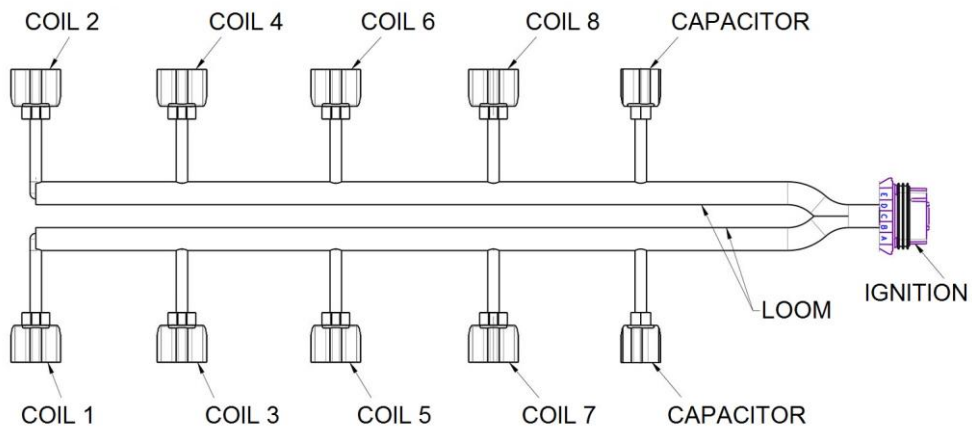 COIL 2
COIL 4
COIL 6
COIL 8
CAPACITOR
E
D
C
B
A
IGNITION
LOOM
COIL 1
COIL 3
COIL 5
COIL 7
CAPACITOR